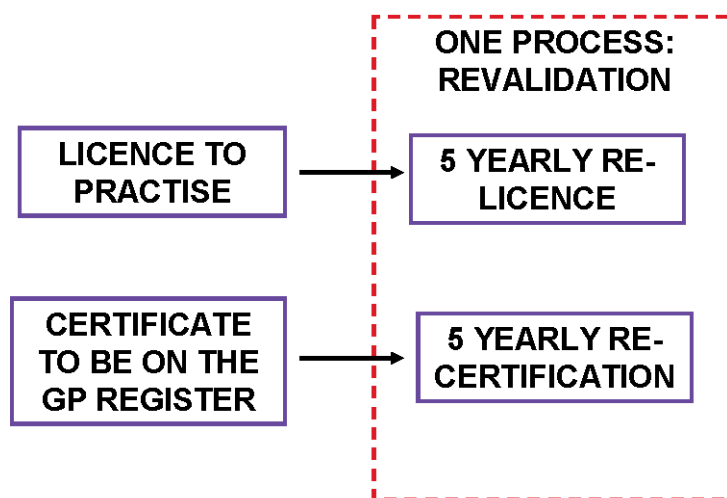 ONE PROCESS:
REVALIDATION
LICENCE TO
PRACTISE
5 YEARLY RE-
LICENCE
CERTIFICATE
TO BE ON THE
GP REGISTER
5 YEARLY RE-
CERTIFICATION